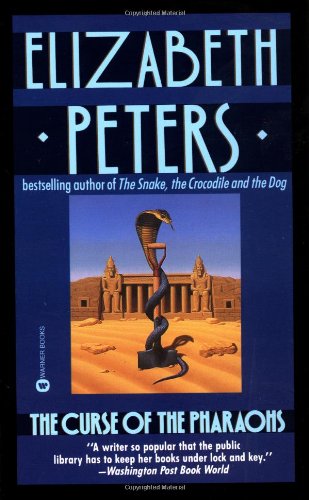 ELIZABETH
· PETERS ·
bestselling author of The Snake, the Crocodile and the Dog
WARNER BOOKS
THE CURSE OF THE PHARAOHS
"A writer so popular that the public
library has to keep her books under
lock and key."
—Washington Post Book World